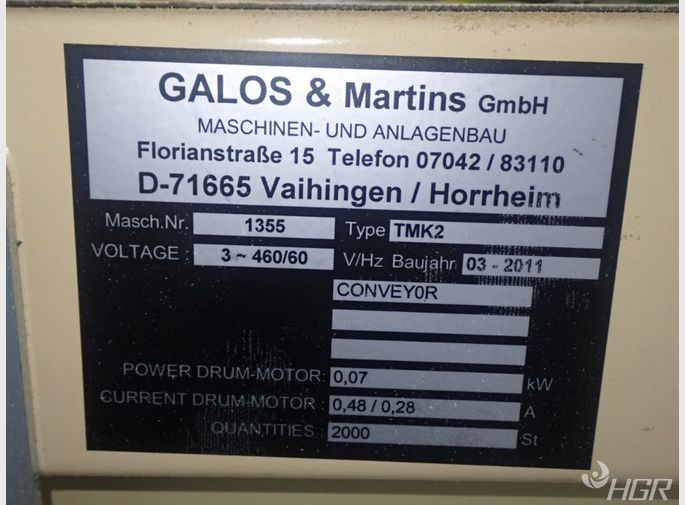 GALOS & Martins GmbH
MASCHINEN- UND ANLAGENBAU
Florianstraße 15 Telefon 07042 / 83110
D-71665 Vaihingen / Horrheim
Masch.Nr. 1355 Type TMK2
VOLTAGE : 3 ~ 460/60 V/Hz Baujahr 03 - 2011
CONVEY0R
POWER DRUM-MOTOR: 0,07 kW
CURRENT DRUM-MOTOR : 0,48 / 0,28 A
QUANTITIES : 2000 St
HGR